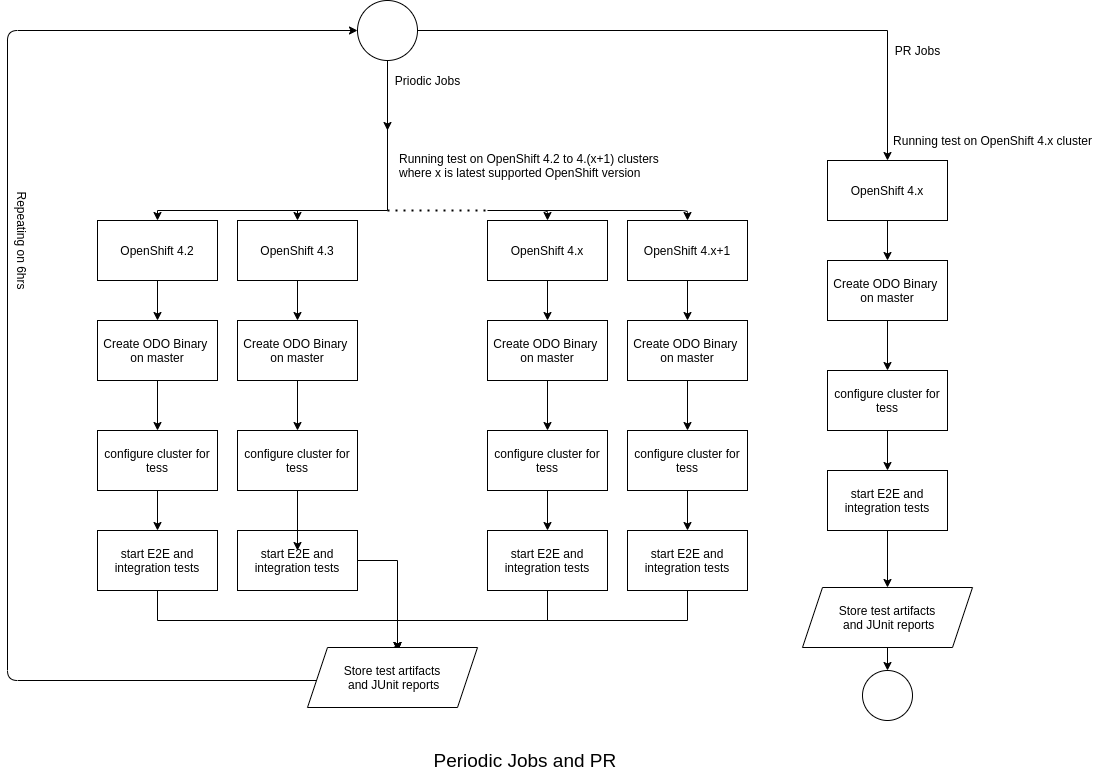 PR Jobs
Priodic Jobs
Running test on OpenShift 4.x cluster
Running test on OpenShift 4.2 to 4.(x+1) clusters
where x is latest supported OpenShift version
Repeating on 6hrs
OpenShift 4.2
OpenShift 4.3
OpenShift 4.x
OpenShift 4.x+1
OpenShift 4.x
Create ODO Binary
on master
Create ODO Binary
on master
Create ODO Binary
on master
Create ODO Binary
on master
Create ODO Binary
on master
configure cluster for
tess
configure cluster for
tess
configure cluster for
tess
configure cluster for
tess
configure cluster for
tess
start E2E and
integration tests
start E2E and
integration tests
start E2E and
integration tests
start E2E and
integration tests
start E2E and
integration tests
Store test artifacts
and JUnit reports
Store test artifacts
and JUnit reports
Periodic Jobs and PR